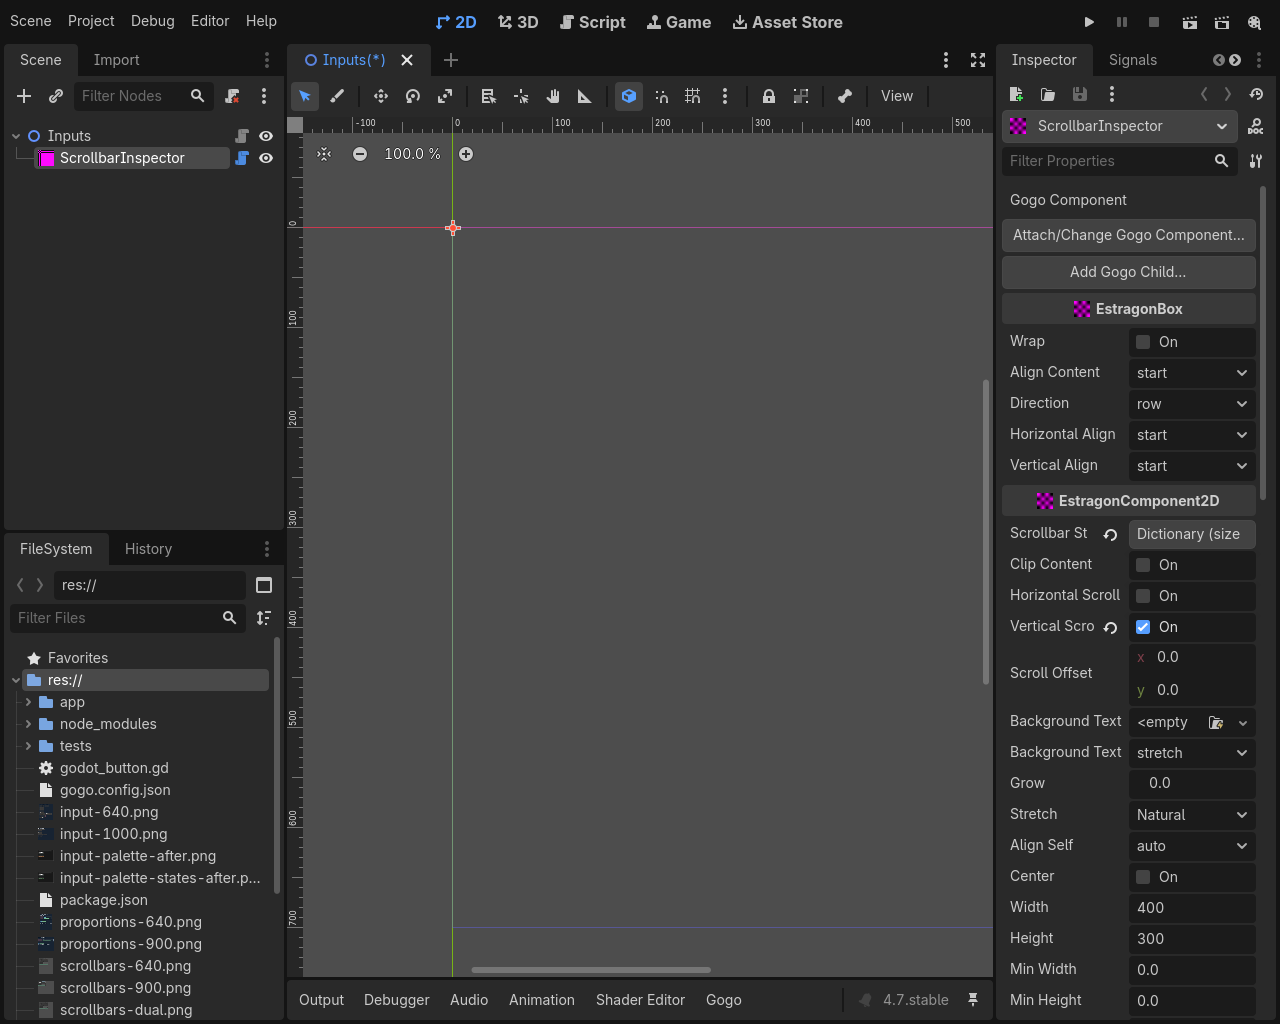 Scene Project Debug Editor Help
2D 3D Script Game Asset Store
Scene Import
Filter Nodes
Inputs
ScrollbarInspector
FileSystem History
res://
Filter Files
Favorites
res://
app
node_modules
tests
godot_button.gd
gogo.config.json
input-640.png
input-1000.png
input-palette-after.png
input-palette-states-after.p...
package.json
proportions-640.png
proportions-900.png
scrollbars-640.png
scrollbars-900.png
scrollbars-dual.png
Inputs(*)
View
-100 0 100 200 300 400 500
100.0 %
0
100
200
300
400
500
600
700
Output Debugger Audio Animation Shader Editor Gogo 4.7.stable
Inspector Signals
ScrollbarInspector
Filter Properties
Gogo Component
Attach/Change Gogo Component...
Add Gogo Child...
EstragonBox
Wrap On
Align Content start
Direction row
Horizontal Align start
Vertical Align start
EstragonComponent2D
Scrollbar St Dictionary (size
Clip Content On
Horizontal Scroll On
Vertical Scro On
Scroll Offset x 0.0
y 0.0
Background Text <empty
Background Text stretch
Grow 0.0
Stretch Natural
Align Self auto
Center On
Width 400
Height 300
Min Width 0.0
Min Height 0.0